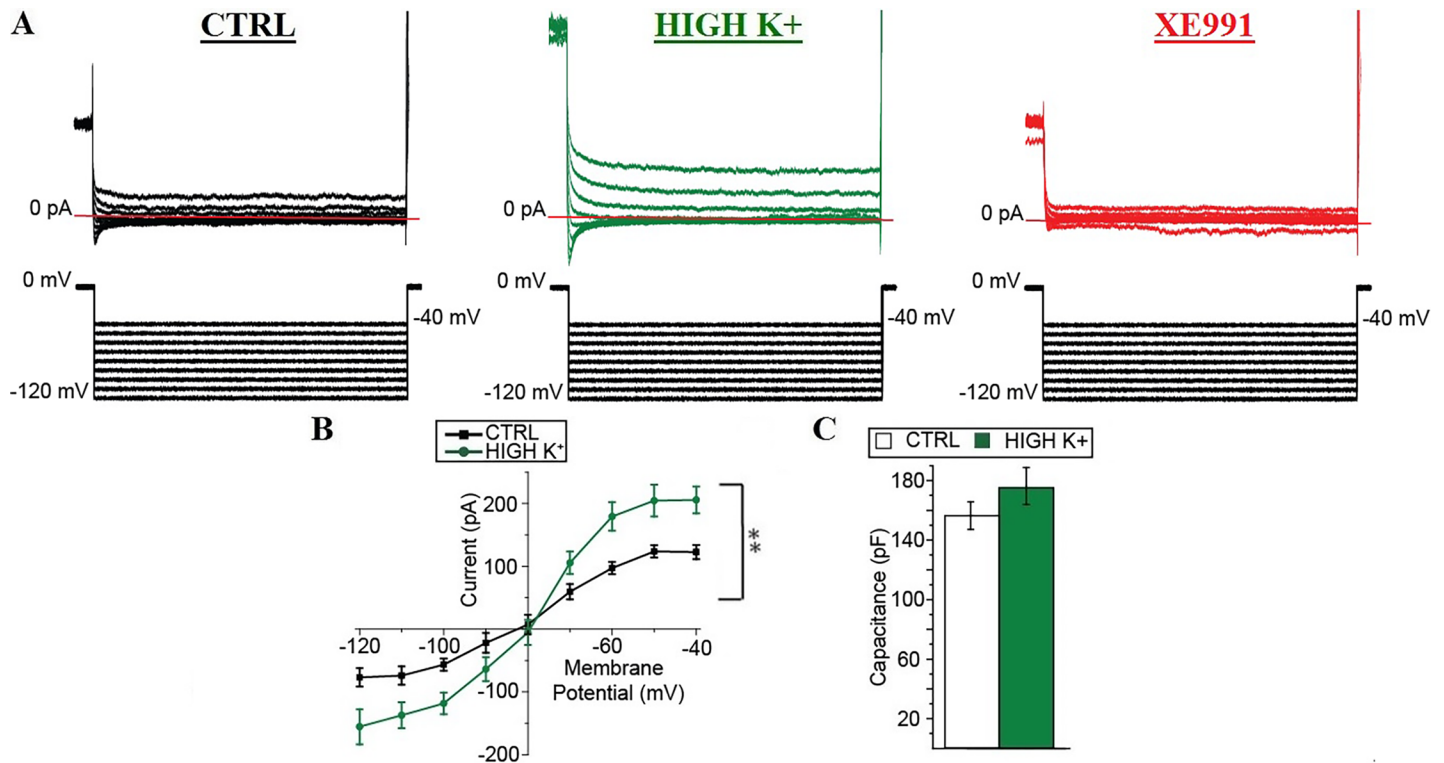 A
CTRL
HIGH K+
XE991
0 pA
0 pA
0 pA
0 mV
-40 mV
-120 mV
0 mV
-40 mV
-120 mV
0 mV
-40 mV
-120 mV
B
CTRL
HIGH K⁺
Current (pA)
200
100
-100
-200
-120
-100
-60
-40
Membrane
Potential (mV)
**
C
CTRL
HIGH K+
Capacitance (pF)
180
140
100
60
20